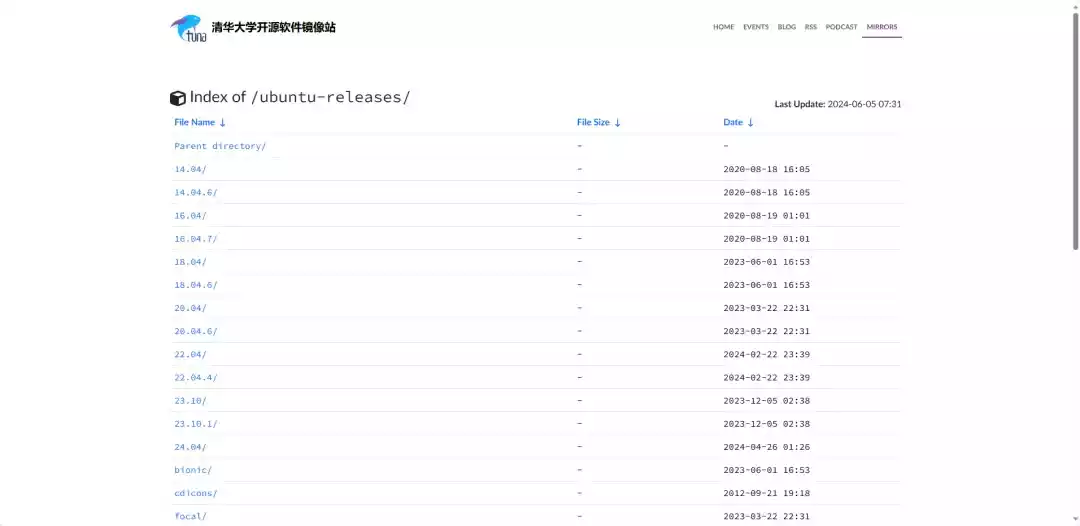 tuna 清华大学开源软件镜像站 HOME EVENTS BLOG RSS PODCAST MIRRORS
Index of /ubuntu-releases/ Last Update: 2024-06-05 07:31
File Name ↓ File Size ↓ Date ↓
Parent directory/ - -
14.04/ - 2020-08-18 16:05
14.04.6/ - 2020-08-18 16:05
16.04/ - 2020-08-19 01:01
16.04.7/ - 2020-08-19 01:01
18.04/ - 2023-06-01 16:53
18.04.6/ - 2023-06-01 16:53
20.04/ - 2023-03-22 22:31
20.04.6/ - 2023-03-22 22:31
22.04/ - 2024-02-22 23:39
22.04.4/ - 2024-02-22 23:39
23.10/ - 2023-12-05 02:38
23.10.1/ - 2023-12-05 02:38
24.04/ - 2024-04-26 01:26
bionic/ - 2023-06-01 16:53
cdicons/ - 2012-09-21 19:18
focal/ - 2023-03-22 22:31